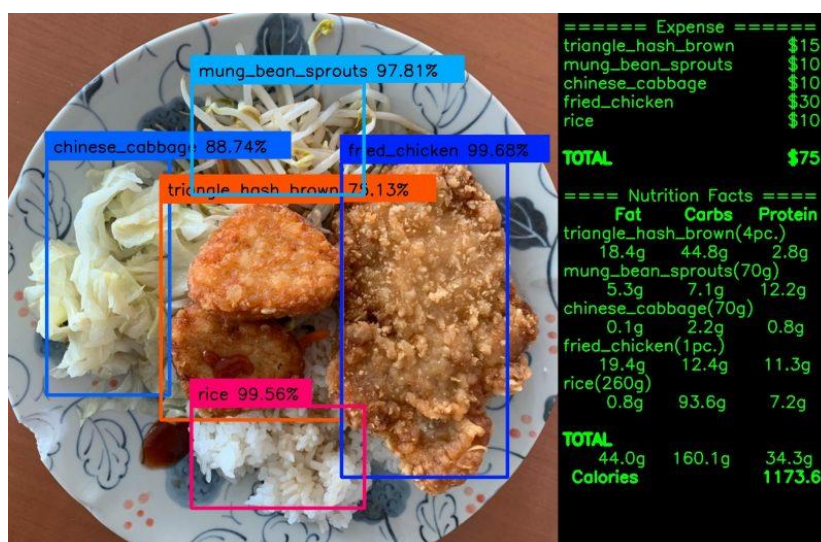 mung_bean_sprouts 97.81%
chinese_cabbage 88.74%
fried_chicken 99.68%
triangle_hash_brown 75.13%
rice 99.56%
====== Expense ======
triangle_hash_brown $15
mung_bean_sprouts $10
chinese_cabbage $10
fried_chicken $30
rice $10
TOTAL $75
==== Nutrition Facts ====
Fat Carbs Protein
triangle_hash_brown(4pc.)
18.4g 44.8g 2.8g
mung_bean_sprouts(70g)
5.3g 7.1g 12.2g
chinese_cabbage(70g)
0.1g 2.2g 0.8g
fried_chicken(1pc.)
19.4g 12.4g 11.3g
rice(260g)
0.8g 93.6g 7.2g
TOTAL
44.0g 160.1g 34.3g
Calories 1173.6